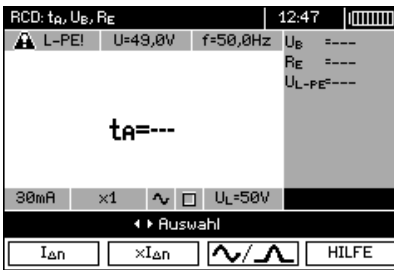 RCD: tA, UB, RE 12:47
L-PE! U=49,0V f=50,0Hz
UB =---
RE =---
UL-PE=---
tA=---
30mA x1 UL=50V
Auswahl
IΔn xIΔn HILFE